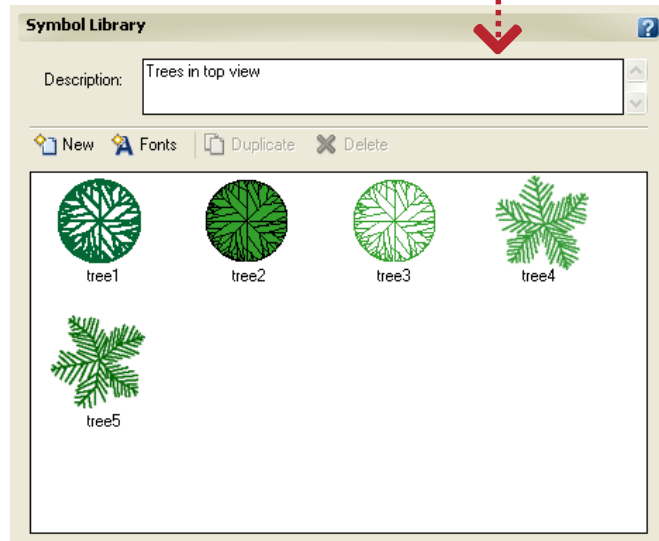 Symbol Library
?
Description:
Trees in top view
New Fonts Duplicate Delete
tree1 tree2 tree3 tree4
tree5